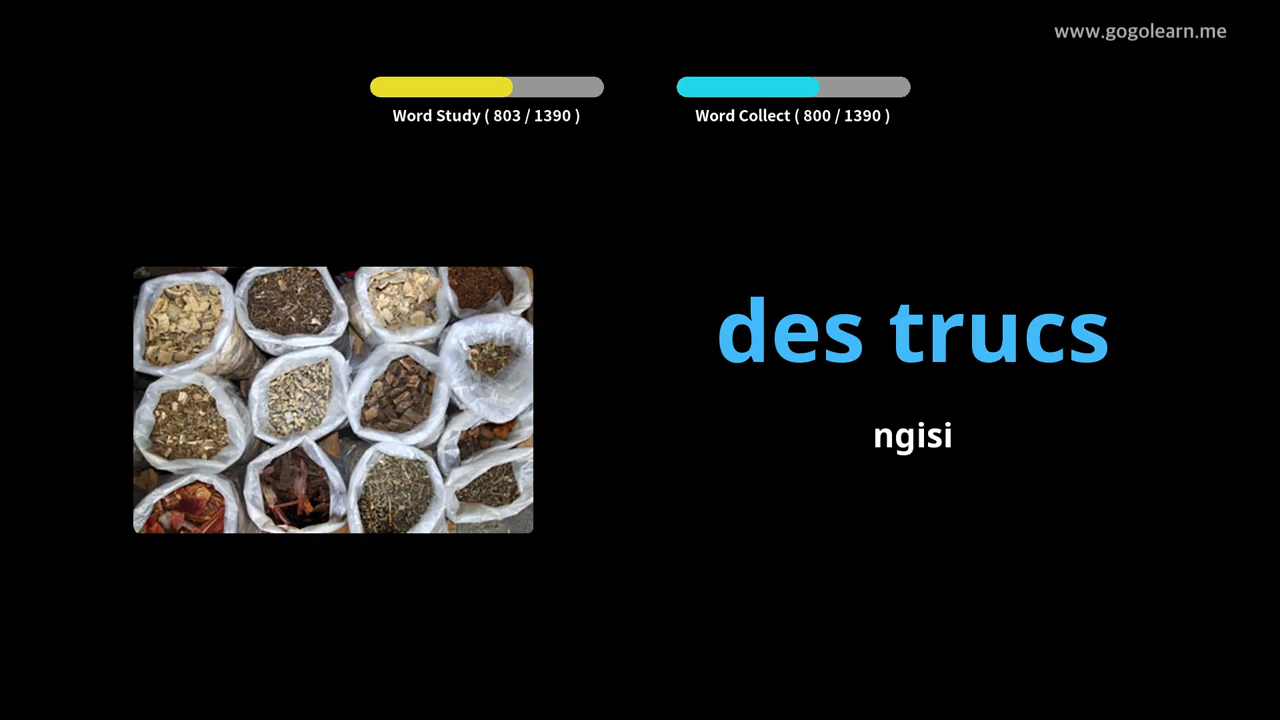 www.gogolearn.me
Word Study ( 803 / 1390 )
Word Collect ( 800 / 1390 )
des trucs
ngisi